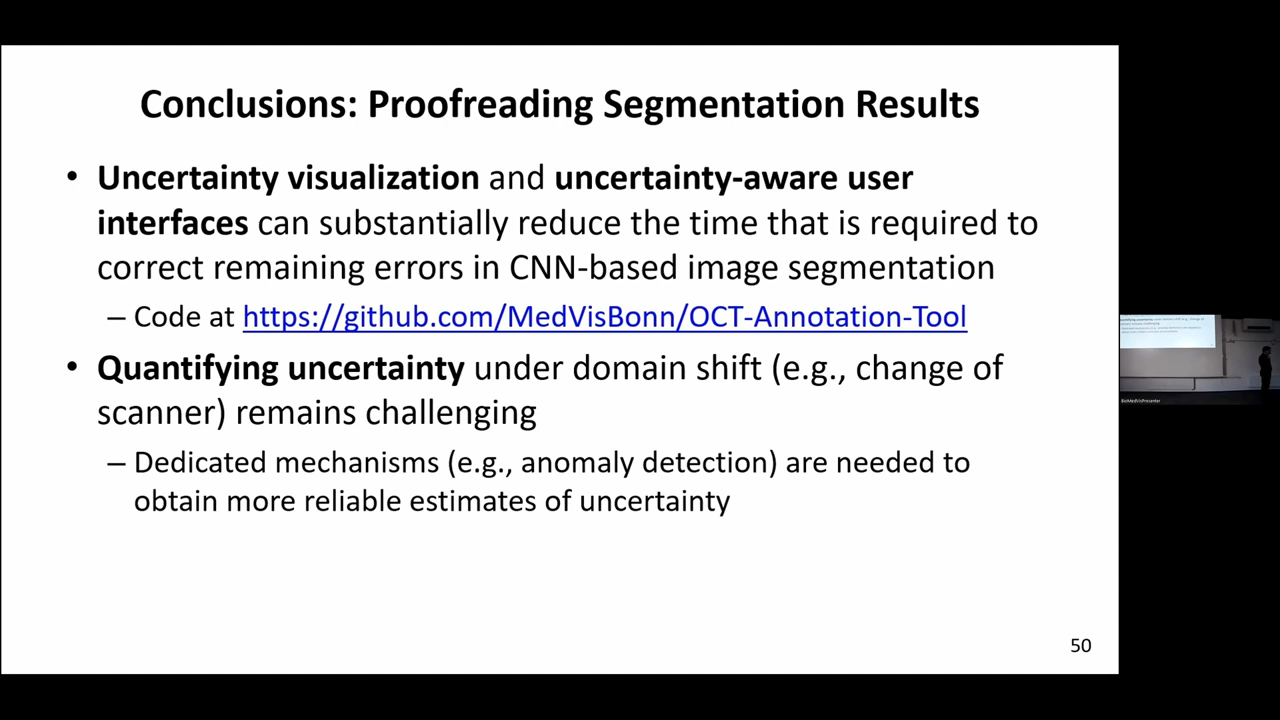 Conclusions: Proofreading Segmentation Results
• Uncertainty visualization and uncertainty-aware user
interfaces can substantially reduce the time that is required to
correct remaining errors in CNN-based image segmentation
– Code at https://github.com/MedVisBonn/OCT-Annotation-Tool
• Quantifying uncertainty under domain shift (e.g., change of
scanner) remains challenging
– Dedicated mechanisms (e.g., anomaly detection) are needed to
obtain more reliable estimates of uncertainty
50
BioMedVisPresenter